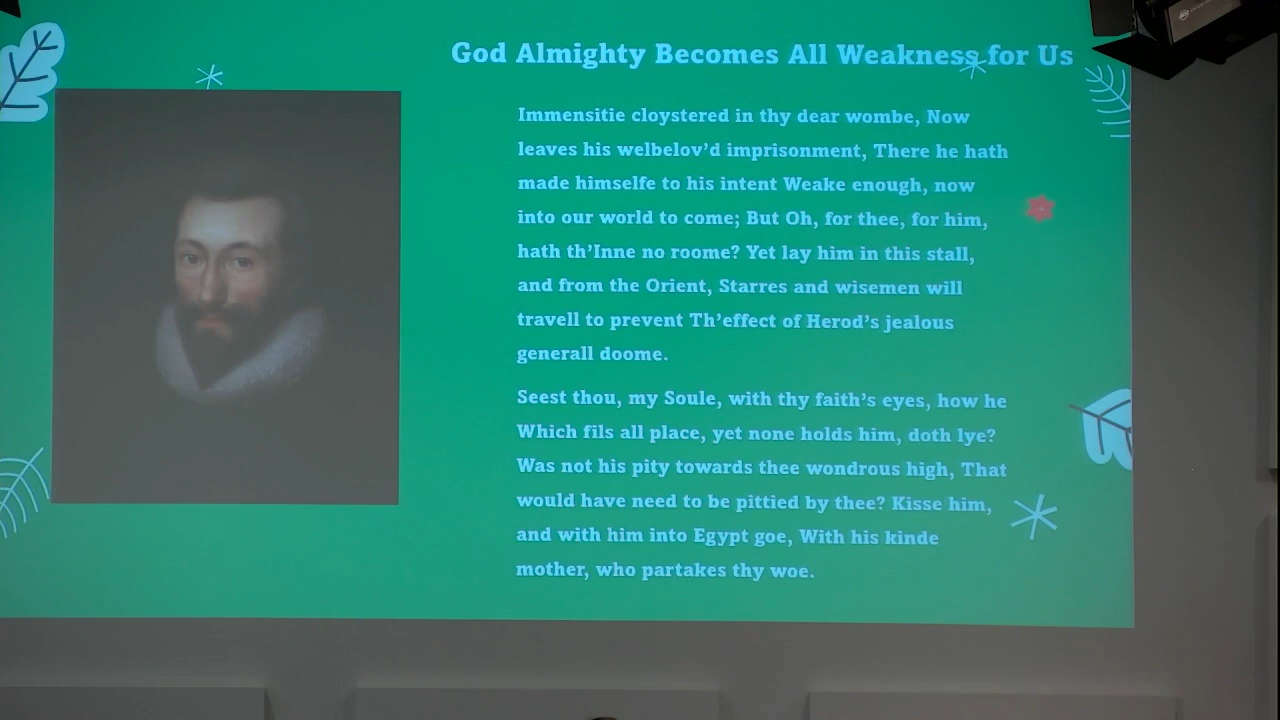 God Almighty Becomes All Weakness for Us
Immensitie cloystered in thy dear wombe, Now
leaves his welbelov’d imprisonment, There he hath
made himselfe to his intent Weake enough, now
into our world to come; But Oh, for thee, for him,
hath th’Inne no roome? Yet lay him in this stall,
and from the Orient, Starres and wisemen will
travell to prevent Th’effect of Herod’s jealous
generall doome.
Seest thou, my Soule, with thy faith’s eyes, how he
Which fils all place, yet none holds him, doth lye?
Was not his pity towards thee wondrous high, That
would have need to be pittied by thee? Kisse him,
and with him into Egypt goe, With his kinde
mother, who partakes thy woe.